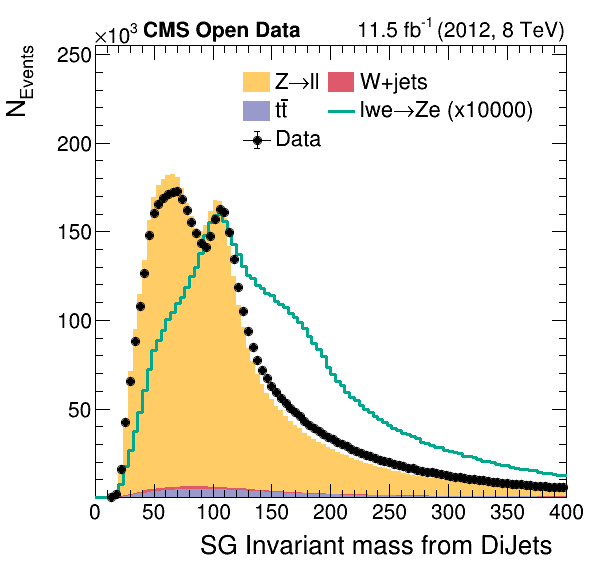 ×10³ CMS Open Data 11.5 fb⁻¹ (2012, 8 TeV)
N_Events
Z→ll W+jets
tt̄ lwe→Ze (x10000)
Data
250
200
150
100
50
0 50 100 150 200 250 300 350 400
SG Invariant mass from DiJets